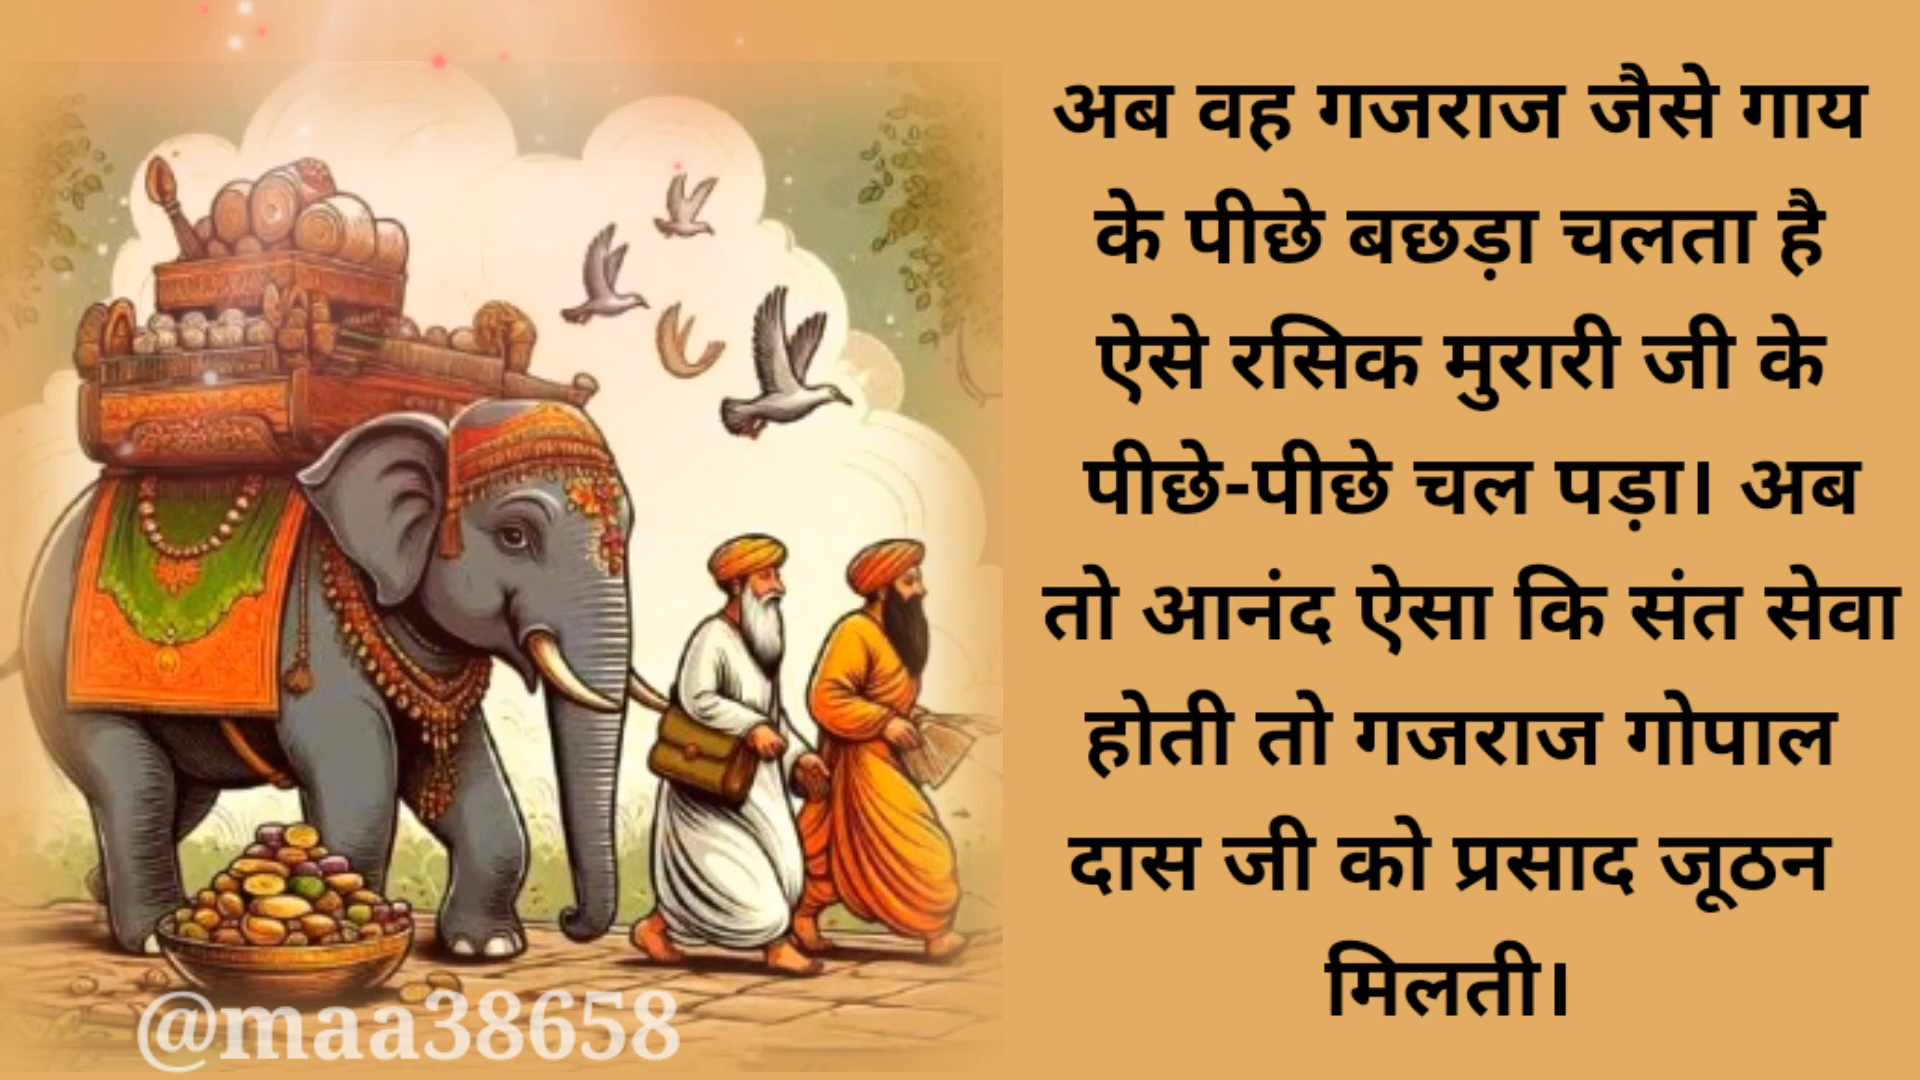 अब वह गजराज जैसे गाय
के पीछे बछड़ा चलता है
ऐसे रसिक मुरारी जी के
पीछे-पीछे चल पड़ा। अब
तो आनंद ऐसा कि संत सेवा
होती तो गजराज गोपाल
दास जी को प्रसाद जूठन
मिलती।
@maa38658